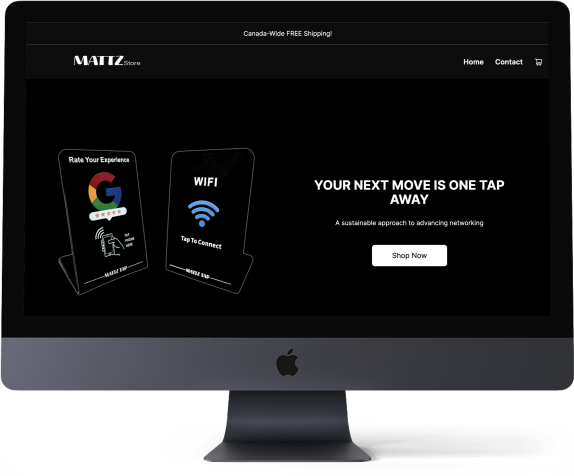 Canada-Wide FREE Shipping!
MATTZ Store
Home Contact
Rate Your Experience
G
TAP
PHONE
HERE
MATTZ TAP
WIFI
Tap To Connect
MATTZ TAP
YOUR NEXT MOVE IS ONE TAP
AWAY
A sustainable approach to advancing networking
Shop Now